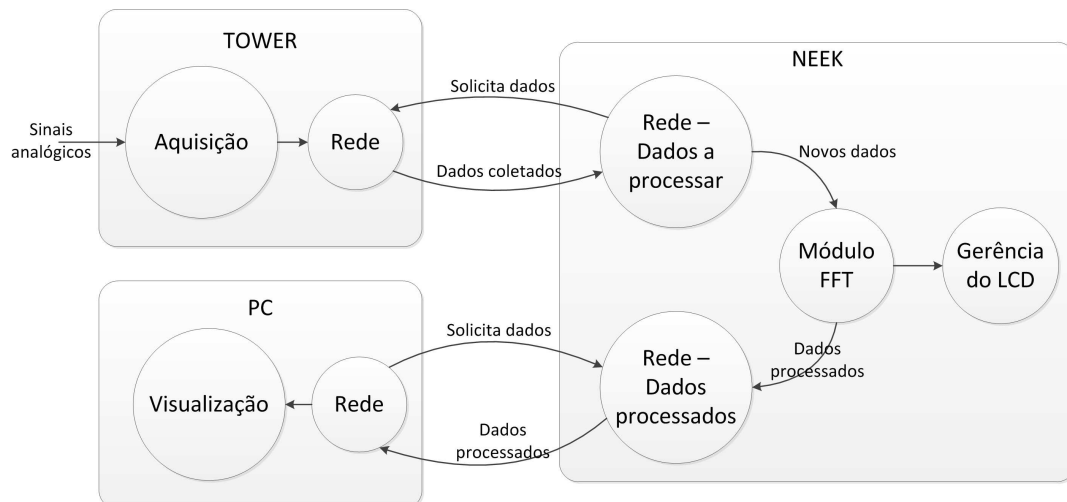 TOWER
Sinais
analógicos
Aquisição
Rede
Solicita dados
Dados coletados
NEEK
Rede –
Dados a
processar
Novos dados
Módulo
FFT
Gerência
do LCD
Dados
processados
Rede –
Dados
processados
PC
Visualização
Rede
Solicita dados
Dados
processados